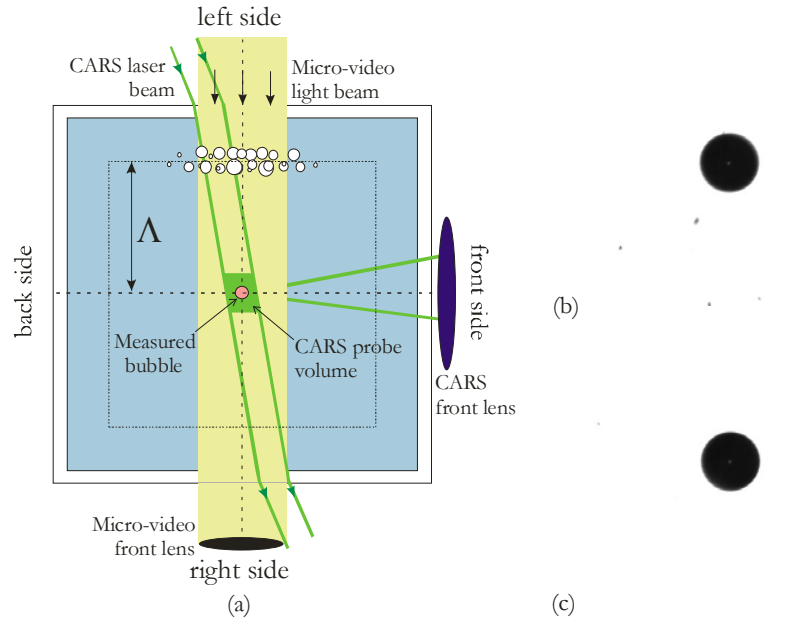 left side
CARS laser
beam
Micro-video
light beam
Λ
back side
front side
Measured
bubble
CARS probe
volume
CARS
front lens
Micro-video
front lens
right side
(a)
(b)
(c)